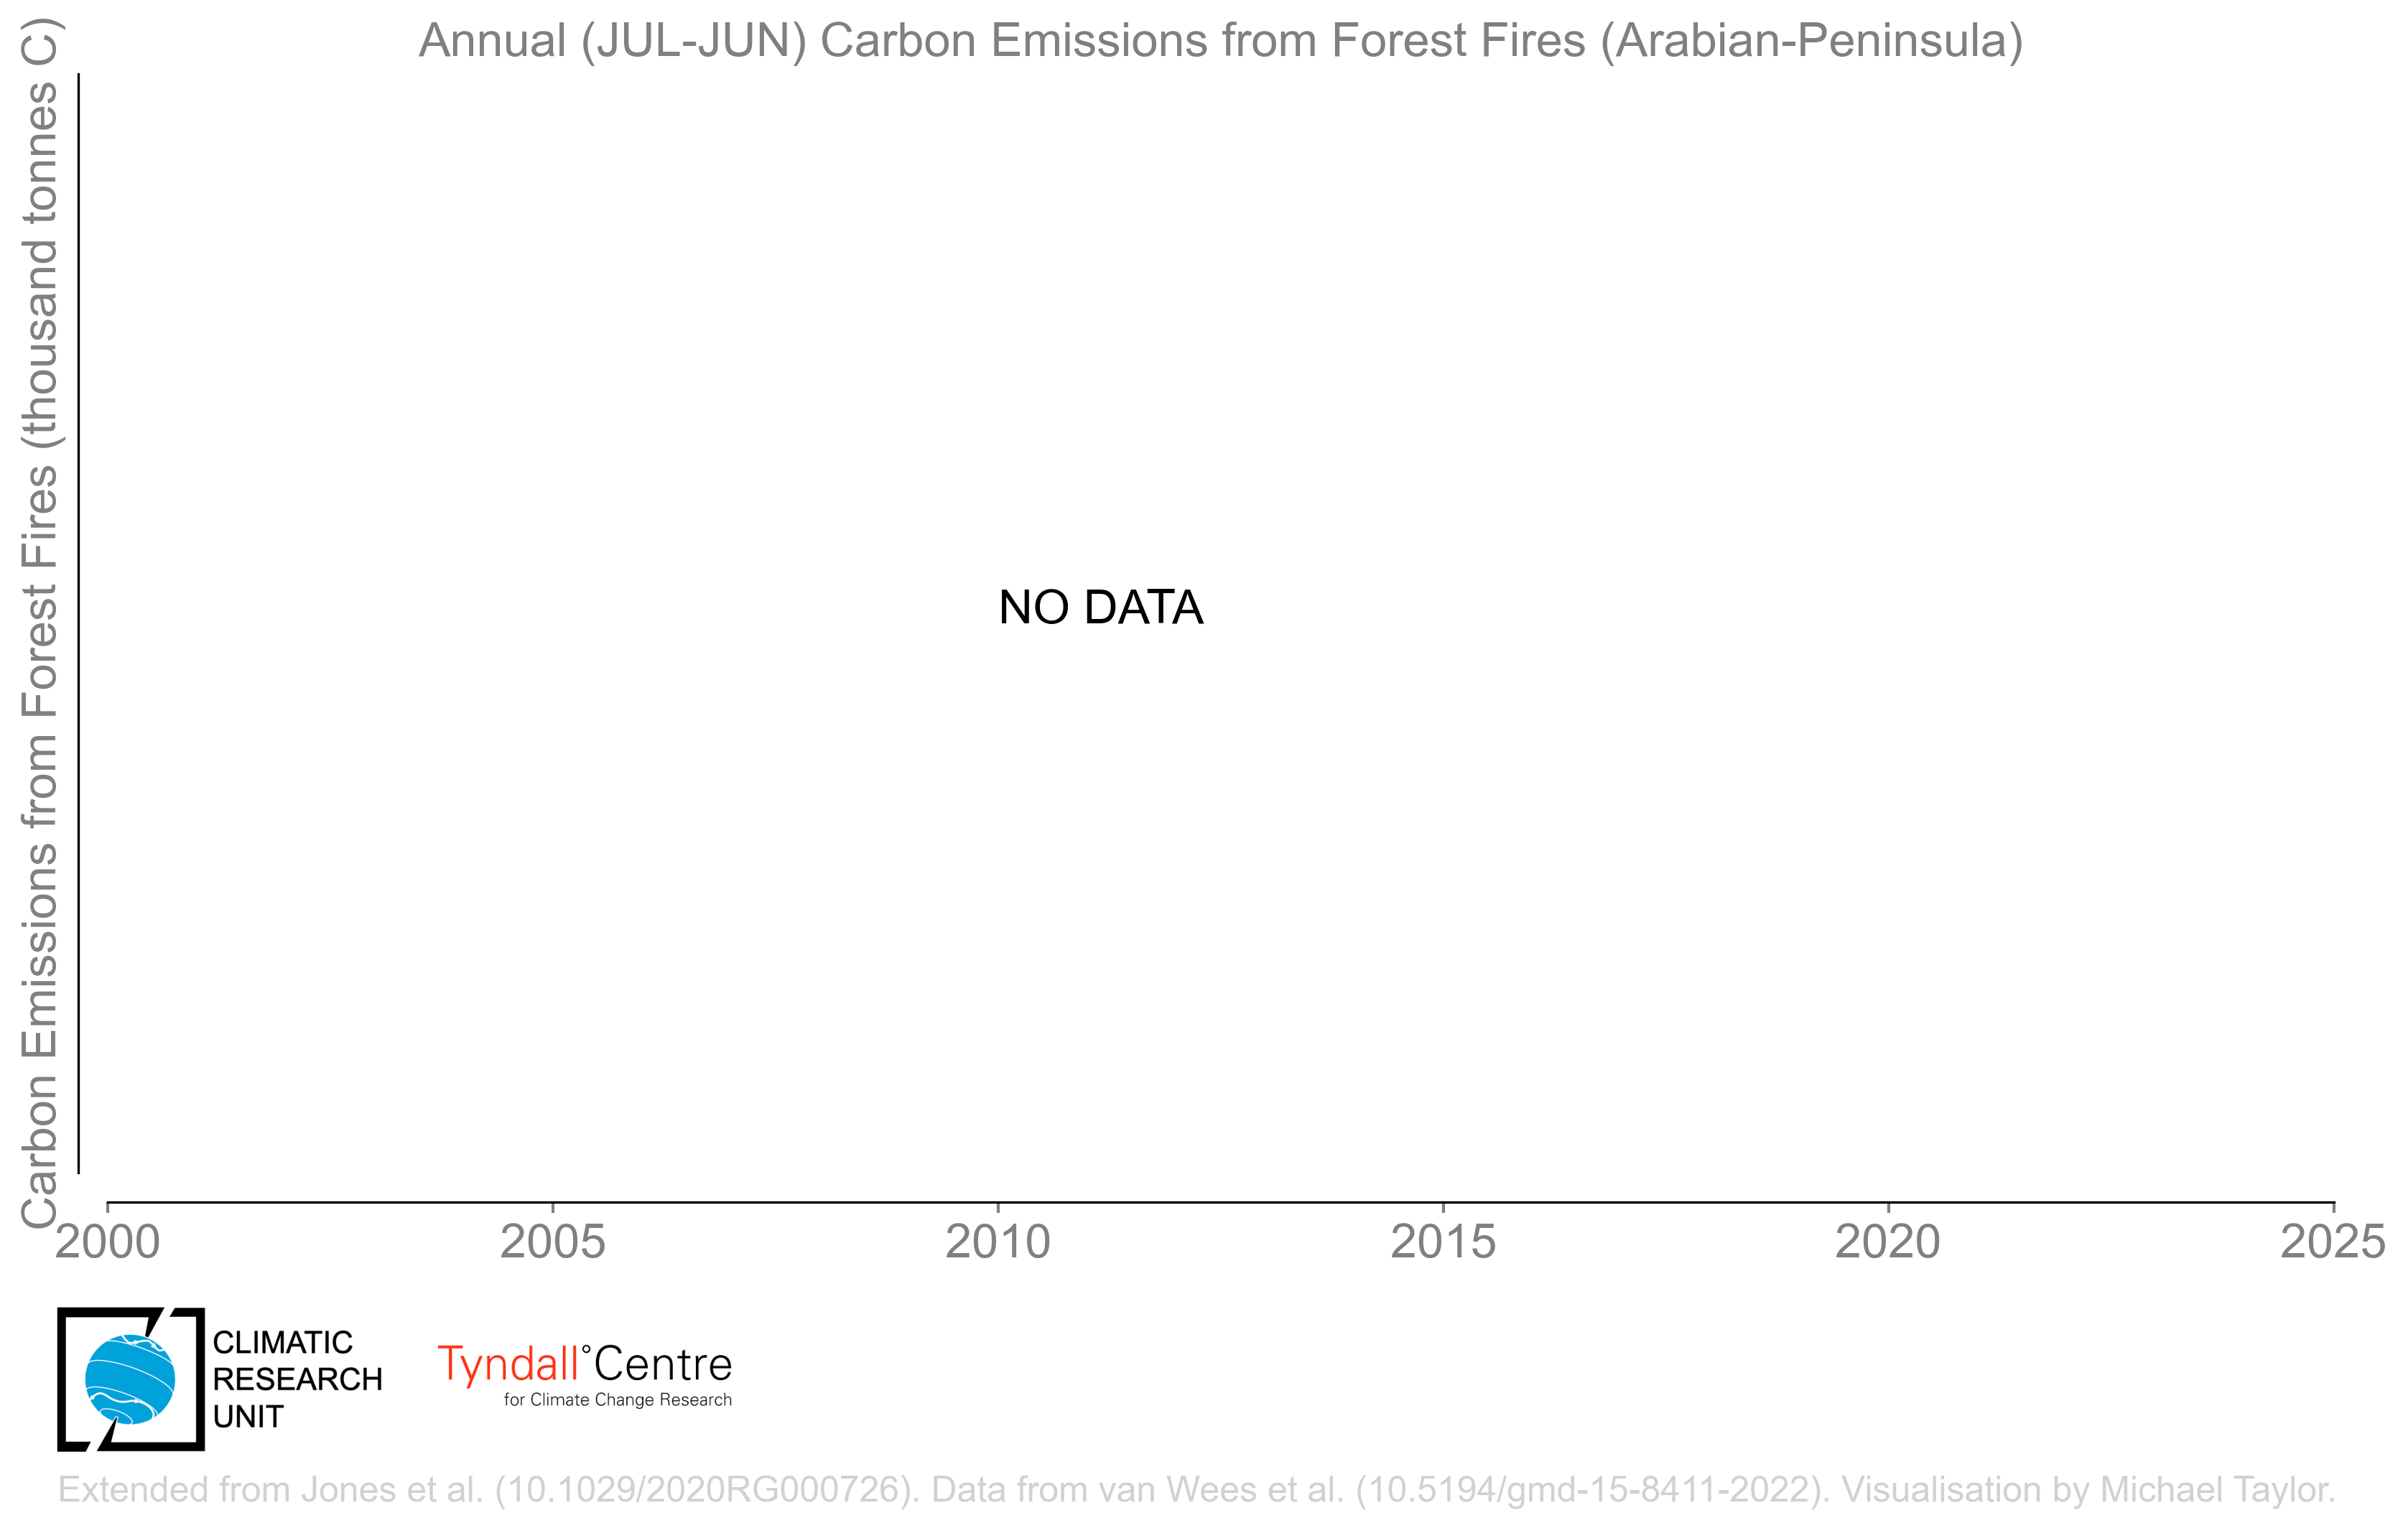 Annual (JUL-JUN) Carbon Emissions from Forest Fires (Arabian-Peninsula)
Carbon Emissions from Forest Fires (thousand tonnes C)
NO DATA
2000 2005 2010 2015 2020 2025
CLIMATIC
RESEARCH
UNIT
Tyndall°Centre
for Climate Change Research
Extended from Jones et al. (10.1029/2020RG000726). Data from van Wees et al. (10.5194/gmd-15-8411-2022). Visualisation by Michael Taylor.